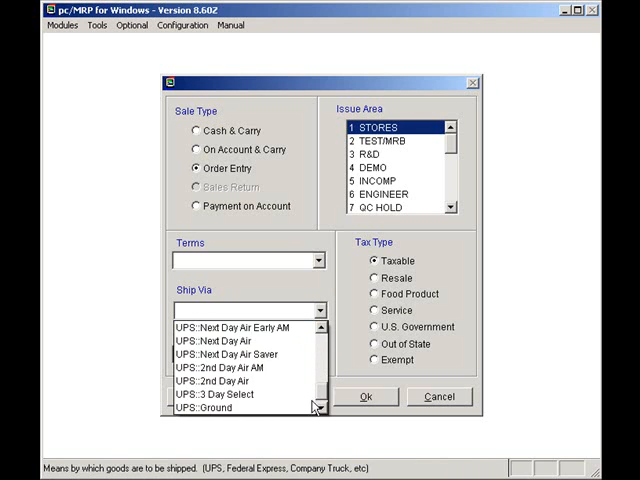 pc/MRP for Windows - Version 8.60Z
Modules Tools Optional Configuration Manual
Sale Type
Cash & Carry
On Account & Carry
Order Entry
Sales Return
Payment on Account
Issue Area
1 STORES
2 TEST/MRB
3 R&D
4 DEMO
5 INCOMP
6 ENGINEER
7 QC HOLD
Terms
Ship Via
UPS::Next Day Air Early AM
UPS::Next Day Air
UPS::Next Day Air Saver
UPS::2nd Day Air AM
UPS::2nd Day Air
UPS::3 Day Select
UPS::Ground
Tax Type
Taxable
Resale
Food Product
Service
U.S. Government
Out of State
Exempt
Ok Cancel
Means by which goods are to be shipped. (UPS, Federal Express, Company Truck, etc)